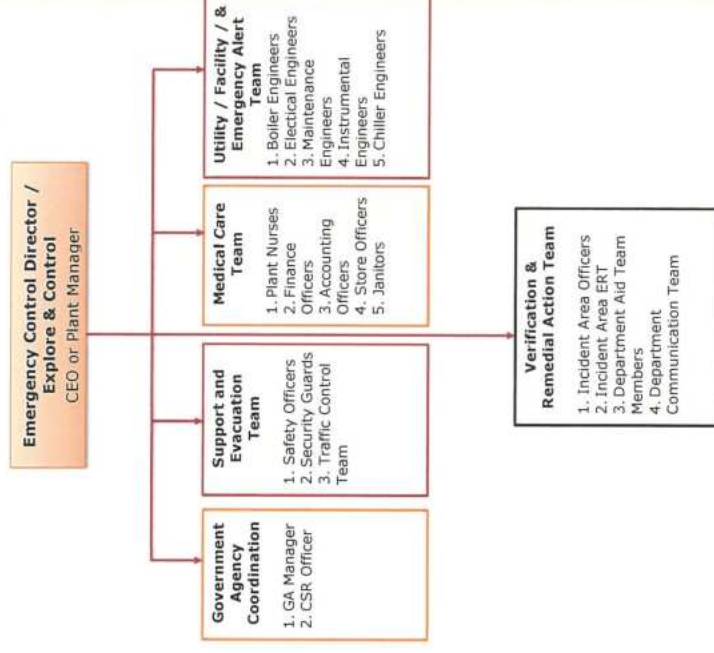 Emergency Control Director /
Explore & Control
CEO or Plant Manager
Government
Agency
Coordination
1. GA Manager
2. CSR Officer
Support and
Evacuation
Team
1. Safety Officers
2. Security Guards
3. Traffic Control
Team
Medical Care
Team
1. Plant Nurses
2. Finance
Officers
3. Accounting
Officers
4. Store Officers
5. Janitors
Utility / Facility / &
Emergency Alert
Team
1. Boiler Engineers
2. Electical Engineers
3. Maintenance
Engineers
4. Instrumental
Engineers
5. Chiller Engineers
Verification &
Remedial Action Team
1. Incident Area Officers
2. Incident Area ERT
3. Department Aid Team
Members
4. Department
Communication Team